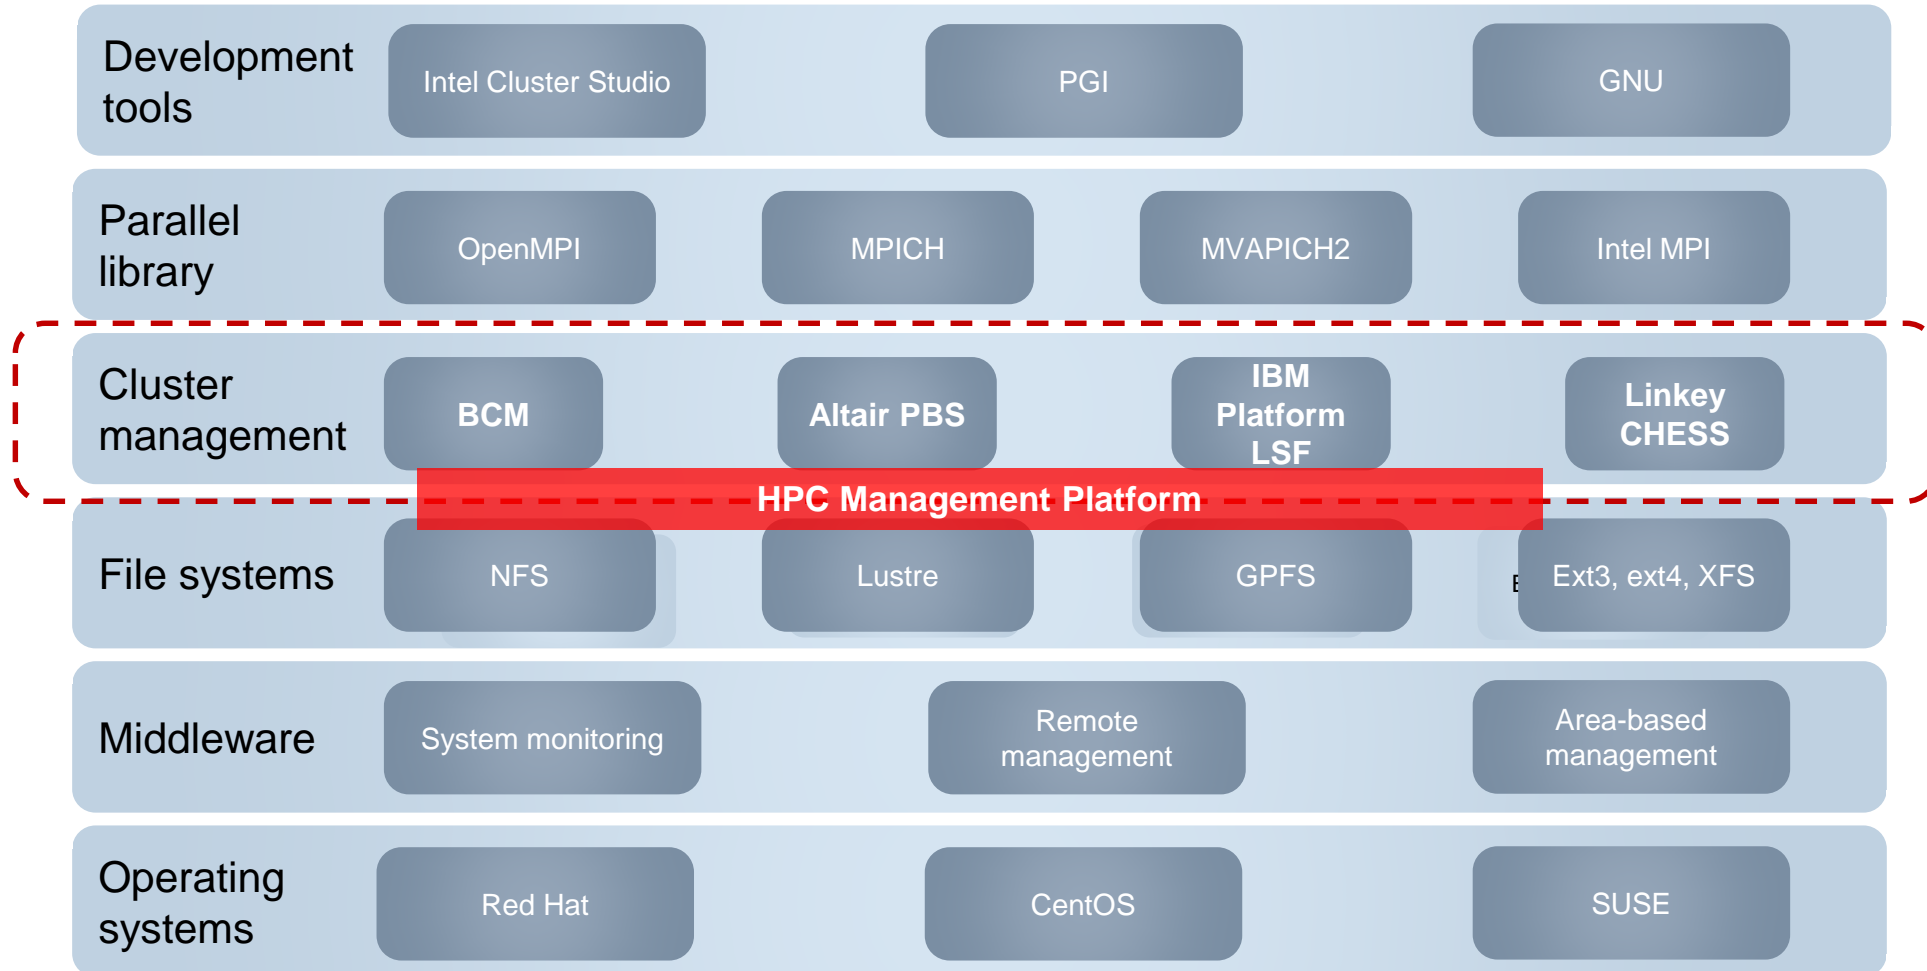 Development
tools
Intel Cluster Studio
PGI
GNU
Parallel
library
OpenMPI
MPICH
MVAPICH2
Intel MPI
Cluster
management
BCM
Altair PBS
IBM
Platform
LSF
Linkey
CHESS
HPC Management Platform
File systems
NFS
Lustre
GPFS
Ext3, ext4, XFS
Middleware
System monitoring
Remote
management
Area-based
management
Operating
systems
Red Hat
CentOS
SUSE